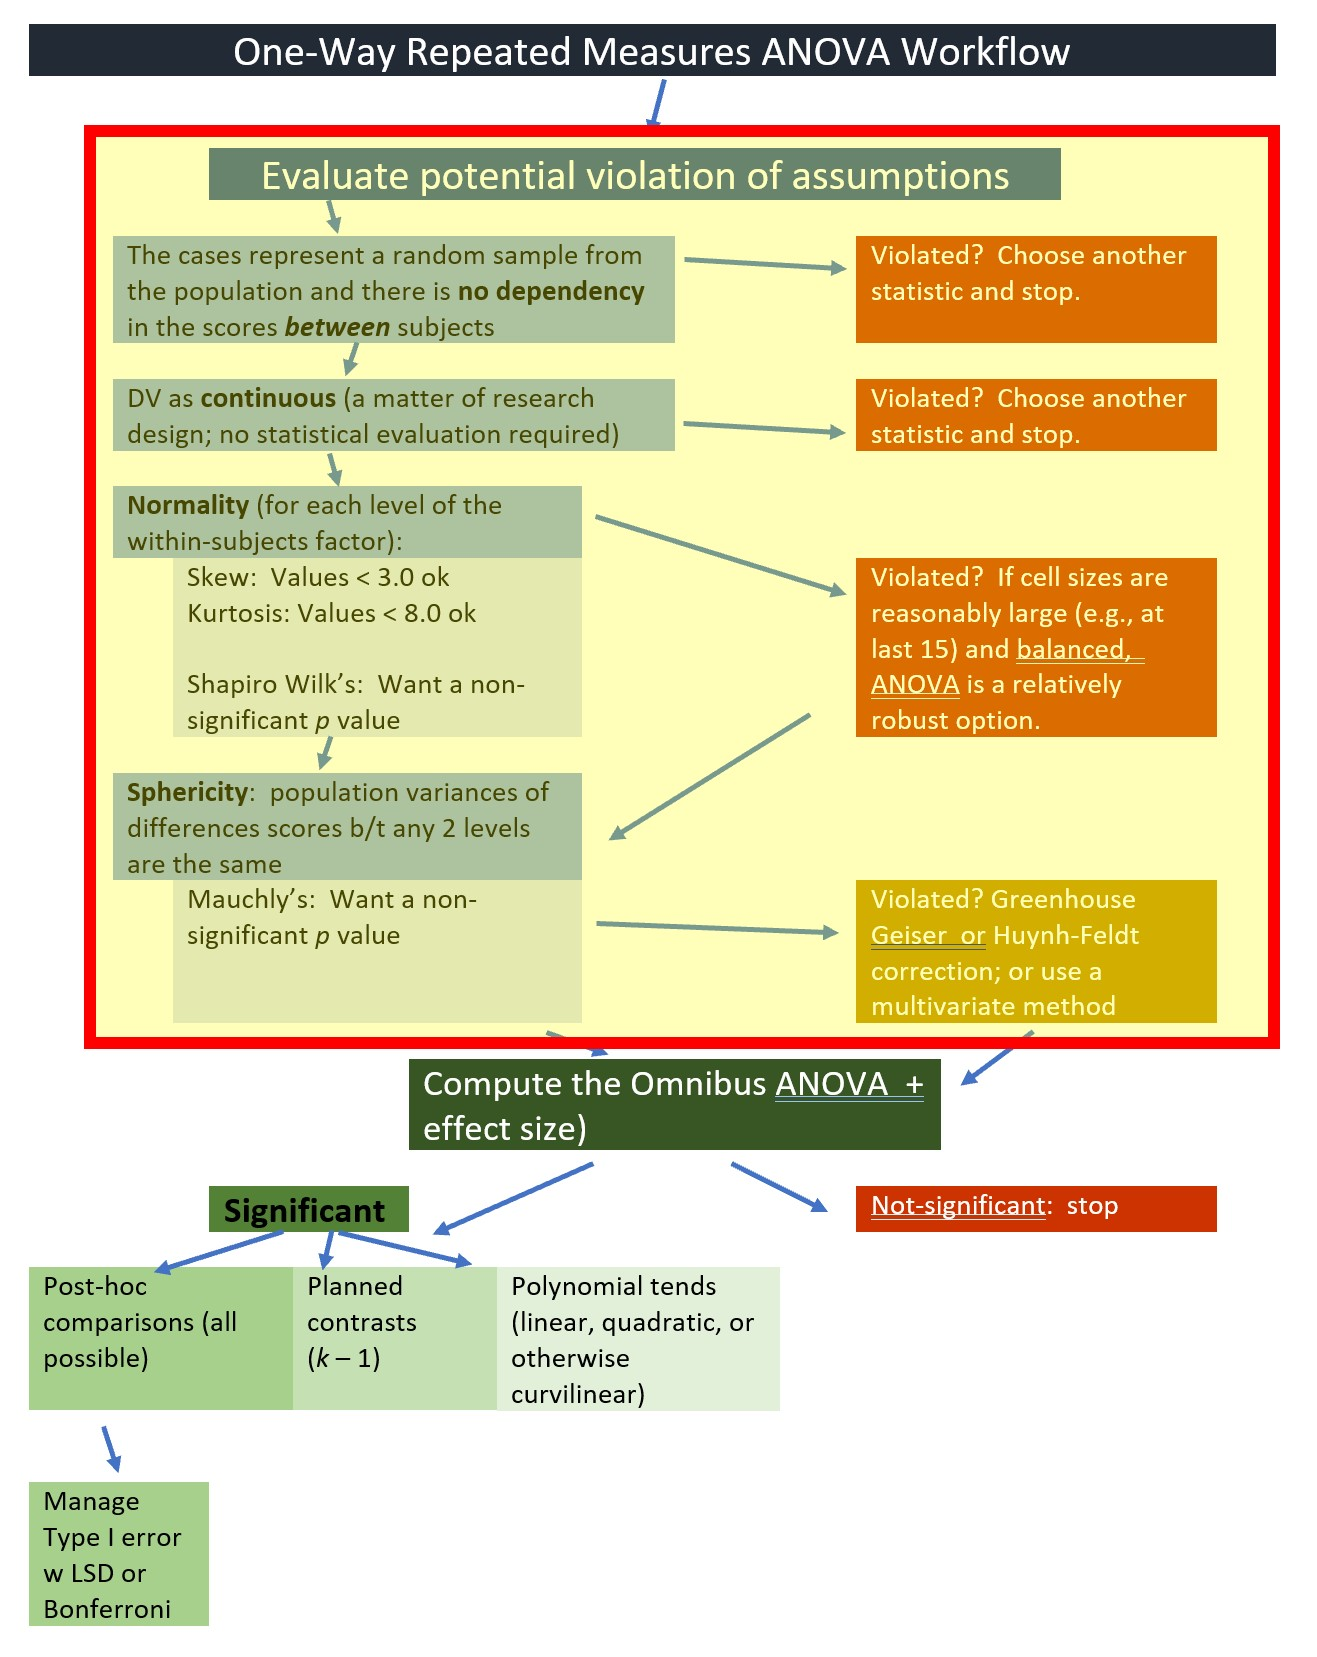 One-Way Repeated Measures ANOVA Workflow
Evaluate potential violation of assumptions
The cases represent a random sample from
the population and there is no dependency
in the scores between subjects
Violated?  Choose another
statistic and stop.
DV as continuous (a matter of research
design; no statistical evaluation required)
Violated?  Choose another
statistic and stop.
Normality (for each level of the
within-subjects factor):
Skew:  Values < 3.0 ok
Kurtosis: Values < 8.0 ok
Shapiro Wilk’s:  Want a non-
significant p value
Violated?  If cell sizes are
reasonably large (e.g., at
last 15) and balanced,
ANOVA is a relatively
robust option.
Sphericity:  population variances of
differences scores b/t any 2 levels
are the same
Mauchly’s:  Want a non-
significant p value
Violated? Greenhouse
Geiser  or Huynh-Feldt
correction; or use a
multivariate method
Compute the Omnibus ANOVA  +
effect size)
Significant
Not-significant:  stop
Post-hoc
comparisons (all
possible)
Planned
contrasts
(k – 1)
Polynomial tends
(linear, quadratic, or
otherwise
curvilinear)
Manage
Type I error
w LSD or
Bonferroni